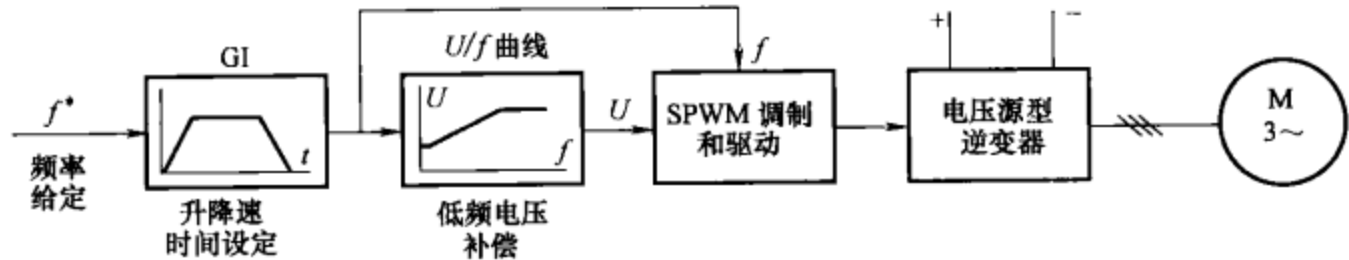 GI
U/f 曲线
f
+
−
f*
频率
给定
t
升降速
时间设定
U
f
低频电压
补偿
U
SPWM 调制
和驱动
电压源型
逆变器
M
3～